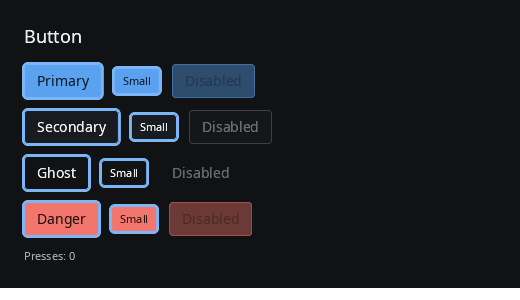 Button
Primary Small Disabled
Secondary Small Disabled
Ghost Small Disabled
Danger Small Disabled
Presses: 0